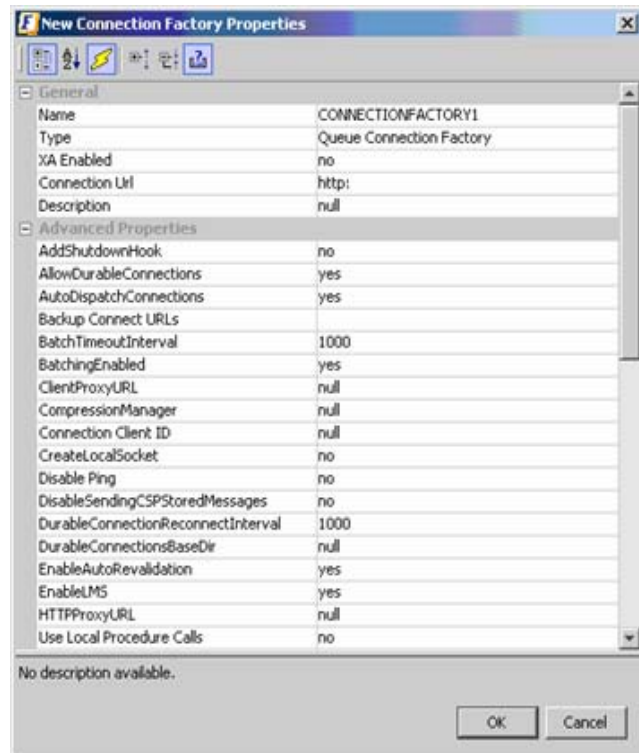 New Connection Factory Properties
General
Name CONNECTIONFACTORY1
Type Queue Connection Factory
XA Enabled no
Connection Url http:
Description null
Advanced Properties
AddShutdownHook no
AllowDurableConnections yes
AutoDispatchConnections yes
Backup Connect URLs
BatchTimeoutInterval 1000
BatchingEnabled yes
ClientProxyURL null
CompressionManager null
Connection Client ID null
CreateLocalSocket no
Disable Ping no
DisableSendingCSPStoredMessages no
DurableConnectionReconnectInterval 1000
DurableConnectionsBaseDir null
EnableAutoRevalidation yes
EnableLMS yes
HTTPProxyURL null
Use Local Procedure Calls no
No description available.
OK Cancel